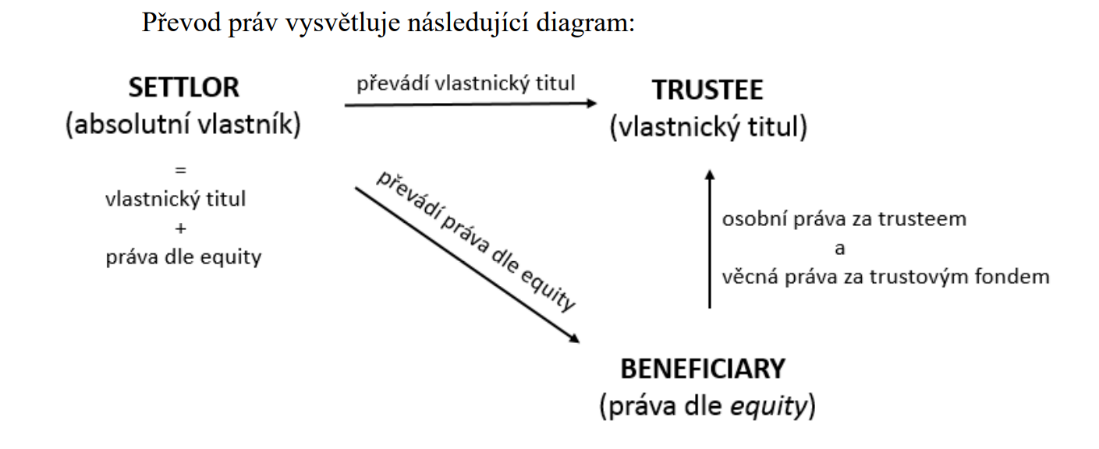 Převod práv vysvětluje následující diagram:
SETTLOR
(absolutní vlastník)
=
vlastnický titul
+
práva dle equity
převádí vlastnický titul
TRUSTEE
(vlastnický titul)
převádí práva dle equity
osobní práva za trusteem
a
věcná práva za trustovým fondem
BENEFICIARY
(práva dle equity)